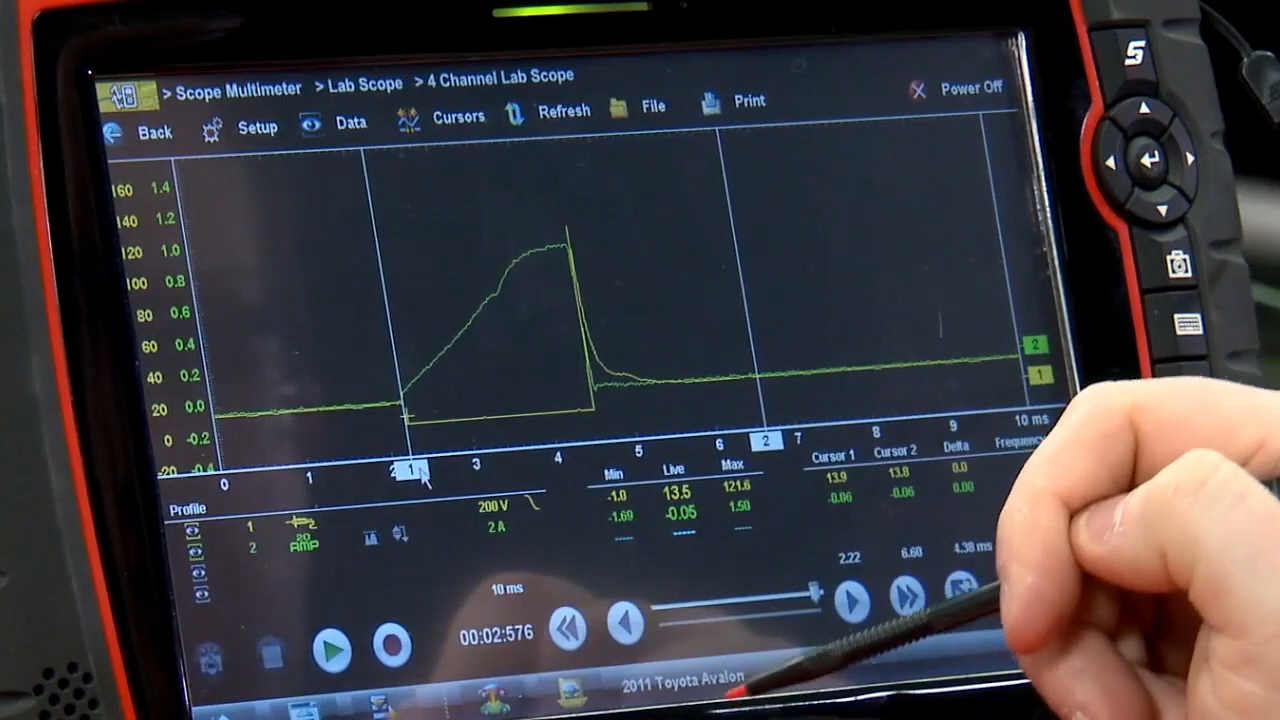 S
> Scope Multimeter > Lab Scope > 4 Channel Lab Scope
Back Setup Data Cursors Refresh File Print Power Off
160 1.4
140 1.2
120 1.0
100 0.8
80 0.6
60 0.4
40 0.2
20 0.0
0 -0.2
-20 -0.4
2
1
0 1 2 1 3 4 5 6 2 7 8 9 10 ms
Profile
Min Live Max Cursor 1 Cursor 2 Delta Frequency
1 200 V -1.0 13.5 121.6 13.9 13.8 0.0
2 20 AMP 2 A -1.69 -0.05 1.50 -0.06 -0.06 0.00
---- ---- ----
10 ms 2.22 6.60 4.38 ms
00:02:576
2011 Toyota Avalon